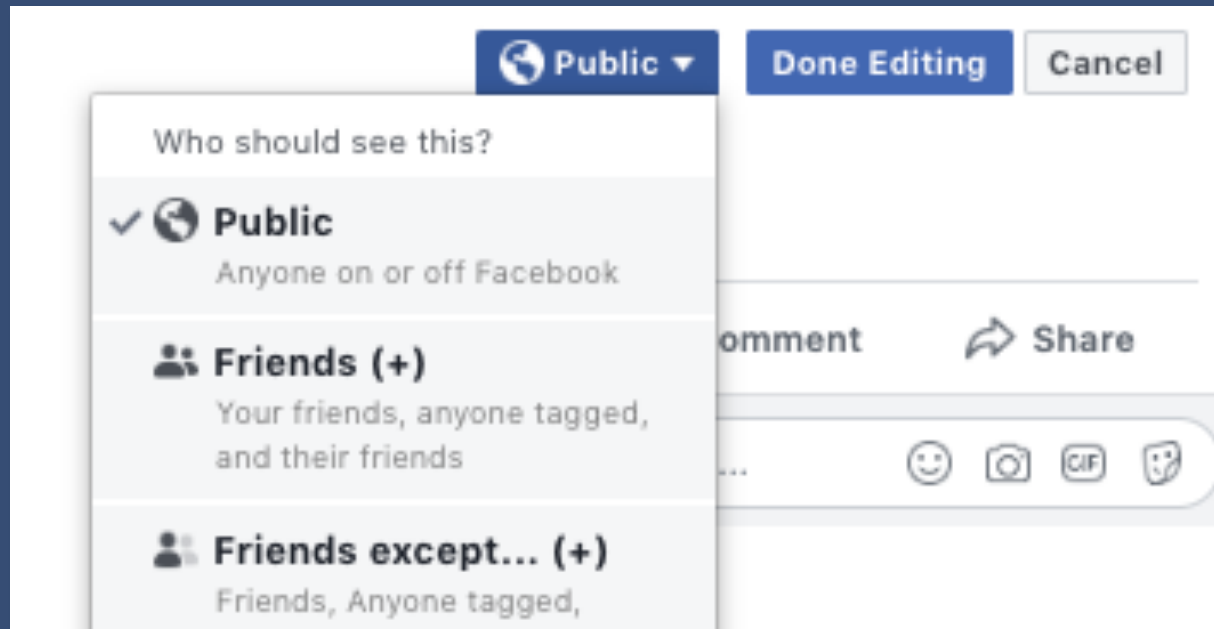 Public
Done Editing
Cancel
Who should see this?
Public
Anyone on or off Facebook
Friends (+)
Your friends, anyone tagged,
and their friends
Friends except... (+)
Friends, Anyone tagged,
omment
Share
...
GIF